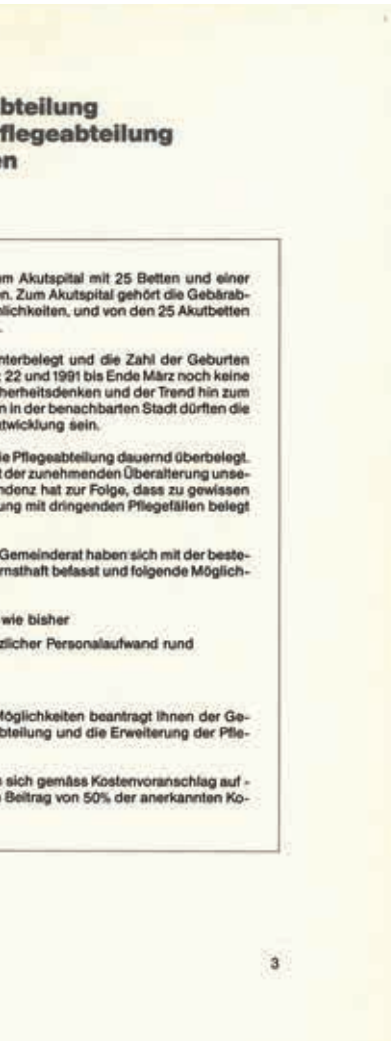 bteilung
flegeabteilung
n
m Akutspital mit 25 Betten und einer
n. Zum Akutspital gehört die Gebärab-
nlichkeiten, und von den 25 Akutbetten
.
nterbelegt und die Zahl der Geburten
t 22 und 1991 bis Ende März noch keine
herheitsdenken und der Trend hin zum
n in der benachbarten Stadt dürften die
twicklung sein.
ie Pflegeabteilung dauernd überbelegt.
t der zunehmenden Überalterung unse-
ndenz hat zur Folge, dass zu gewissen
ung mit dringenden Pflegefällen belegt
Gemeinderat haben sich mit der beste-
rnsthaft befasst und folgende Möglich-
wie bisher
zlicher Personalaufwand rund
Möglichkeiten beantragt Ihnen der Ge-
bteilung und die Erweiterung der Pfle-
n sich gemäss Kostenvoranschlag auf -
n Beitrag von 50% der anerkannten Ko-
3